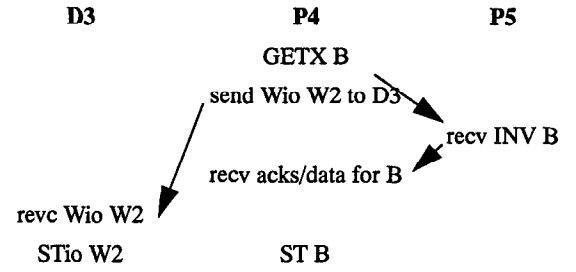 D3 P4 P5
GETX B
send Wio W2 to D3
recv INV B
recv acks/data for B
revc Wio W2
STio W2 ST B